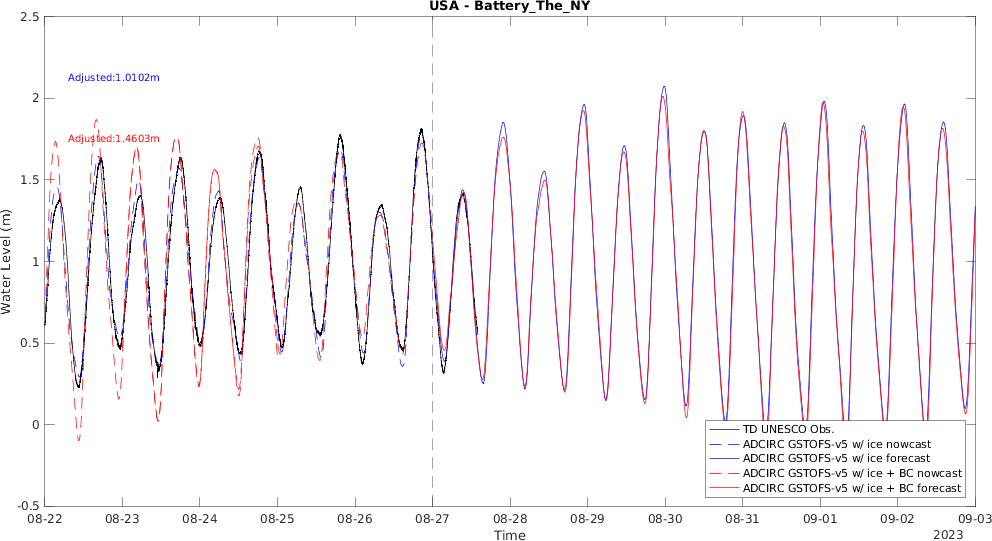 USA - Battery_The_NY
2.5
Adjusted:1.0102m
2
Adjusted:1.4603m
1.5
Water Level (m)
1
0.5
0
TD UNESCO Obs.
ADCIRC GSTOFS-v5 w/ ice nowcast
ADCIRC GSTOFS-v5 w/ ice forecast
ADCIRC GSTOFS-v5 w/ ice + BC nowcast
ADCIRC GSTOFS-v5 w/ ice + BC forecast
-0.5
08-22 08-23 08-24 08-25 08-26 08-27 08-28 08-29 08-30 08-31 09-01 09-02 09-03
Time
2023